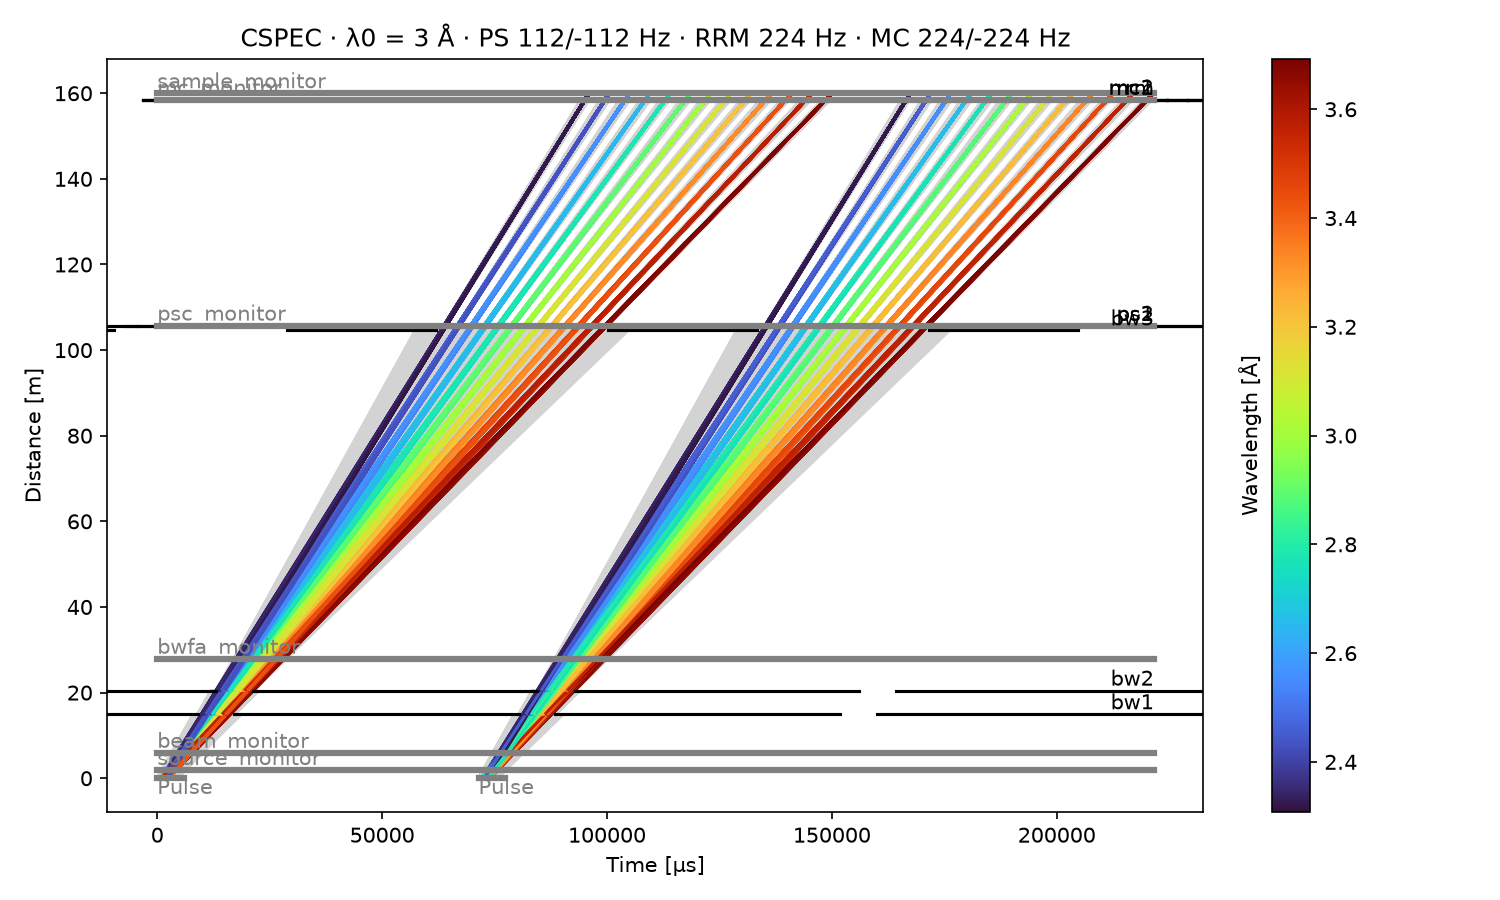 CSPEC · λ0 = 3 Å · PS 112/-112 Hz · RRM 224 Hz · MC 224/-224 Hz
sample_monitor
psc_monitor
bw3
bwfa_monitor
bw2
bw1
beam_monitor
source_monitor
Pulse
Pulse
160
140
120
100
80
60
40
20
0
Distance [m]
0
50000
100000
150000
200000
Time [µs]
3.6
3.4
3.2
3.0
2.8
2.6
2.4
Wavelength [Å]